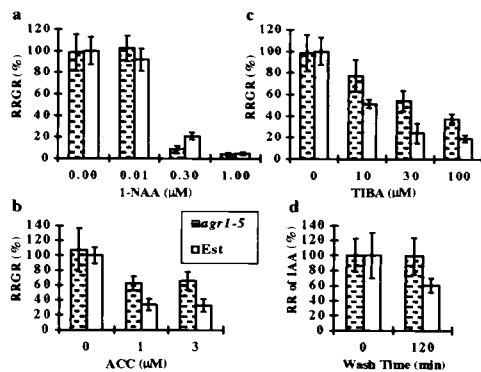 a
120
100
80
60
40
20
0
RRGR (%)
0.00 0.01 0.30 1.00
1-NAA (µM)
b
140
120
100
80
60
40
20
0
RRGR (%)
0 1 3
ACC (µM)
agr1-5
Est
c
120
100
80
60
40
20
0
RRGR (%)
0 10 30 100
TIBA (µM)
d
140
120
100
80
60
40
20
0
RR of IAA (%)
0 120
Wash Time (min)